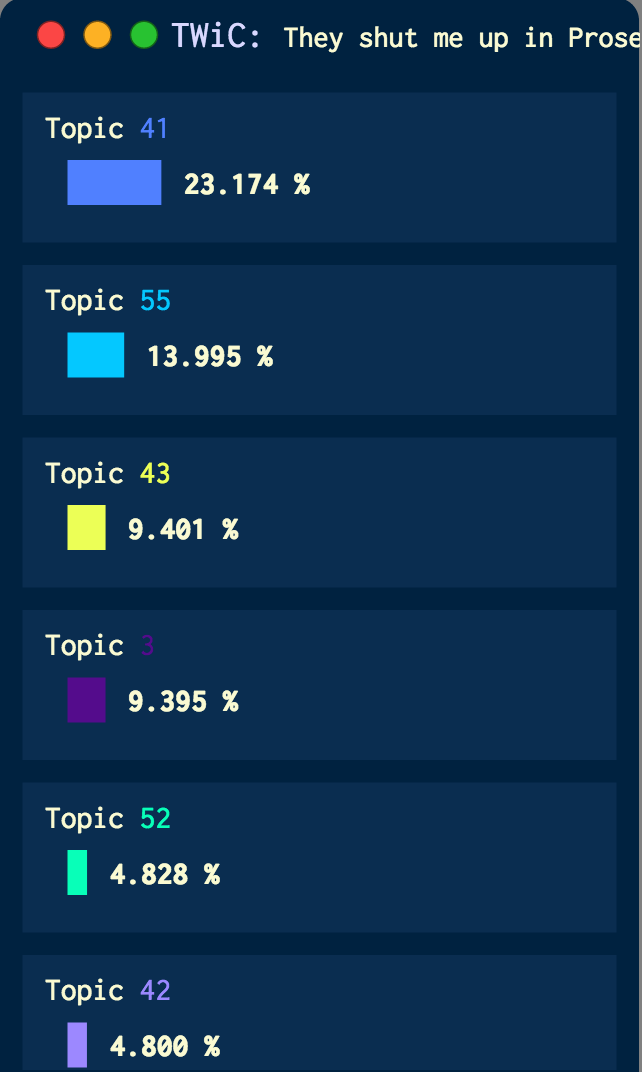 TWiC: They shut me up in Prose
Topic 41
23.174 %
Topic 55
13.995 %
Topic 43
9.401 %
Topic 3
9.395 %
Topic 52
4.828 %
Topic 42
4.800 %